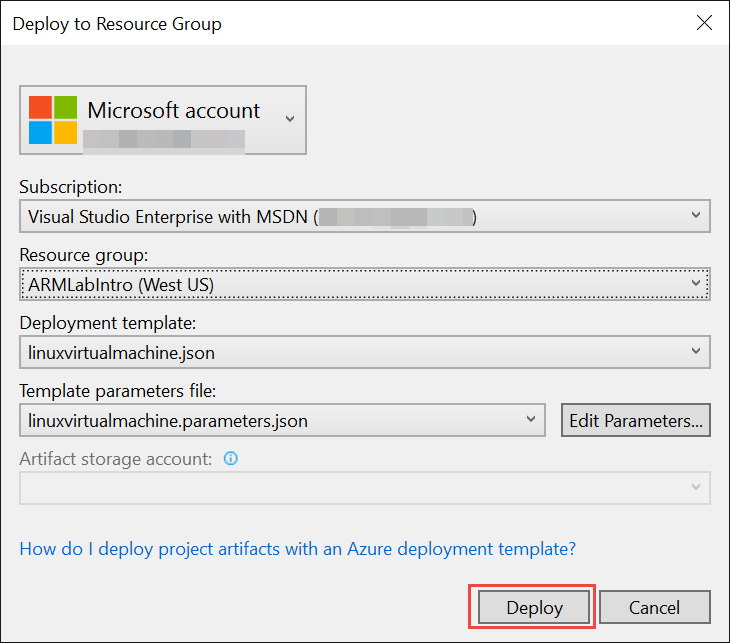 Deploy to Resource Group
Microsoft account
Subscription:
Visual Studio Enterprise with MSDN ( )
Resource group:
ARMLabIntro (West US)
Deployment template:
linuxvirtualmachine.json
Template parameters file:
linuxvirtualmachine.parameters.json
Edit Parameters...
Artifact storage account:
How do I deploy project artifacts with an Azure deployment template?
Deploy
Cancel